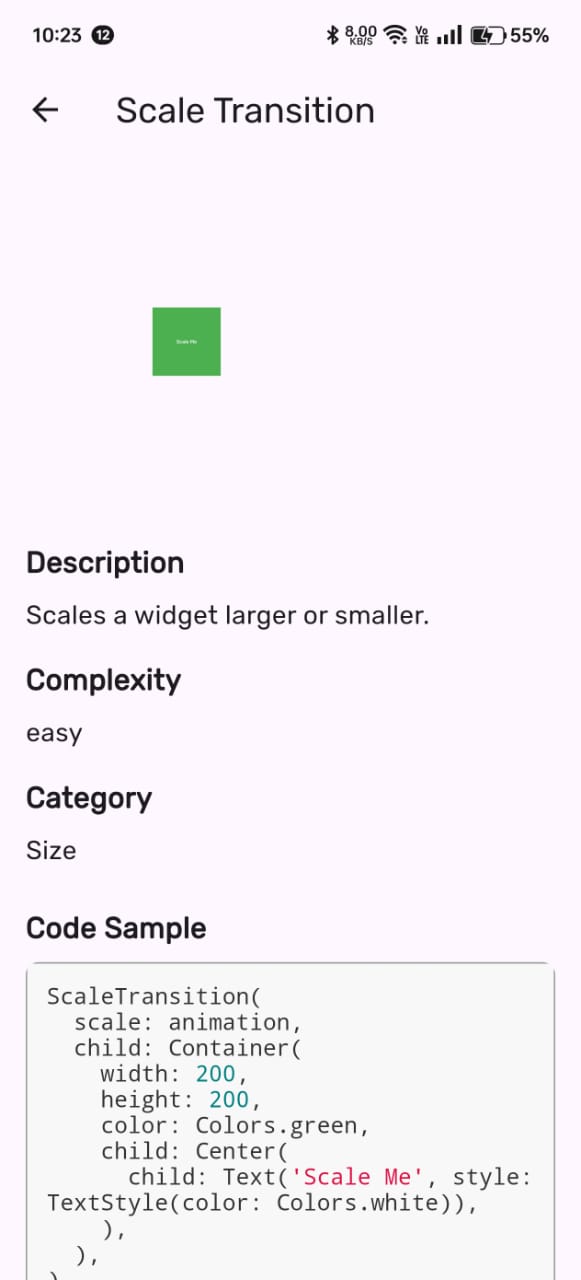 10:23 12 8.00 KB/S Vo LTE 55%
Scale Transition
Scale Me
Description
Scales a widget larger or smaller.
Complexity
easy
Category
Size
Code Sample
ScaleTransition(
  scale: animation,
  child: Container(
    width: 200,
    height: 200,
    color: Colors.green,
    child: Center(
      child: Text('Scale Me', style:
TextStyle(color: Colors.white)),
    ),
  ),
)